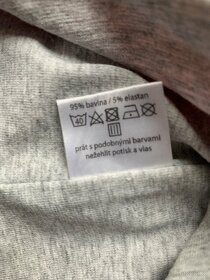 95% bavlna / 5% elastan
40
prát s podobnými barvami
nežehlit potisk a vlas